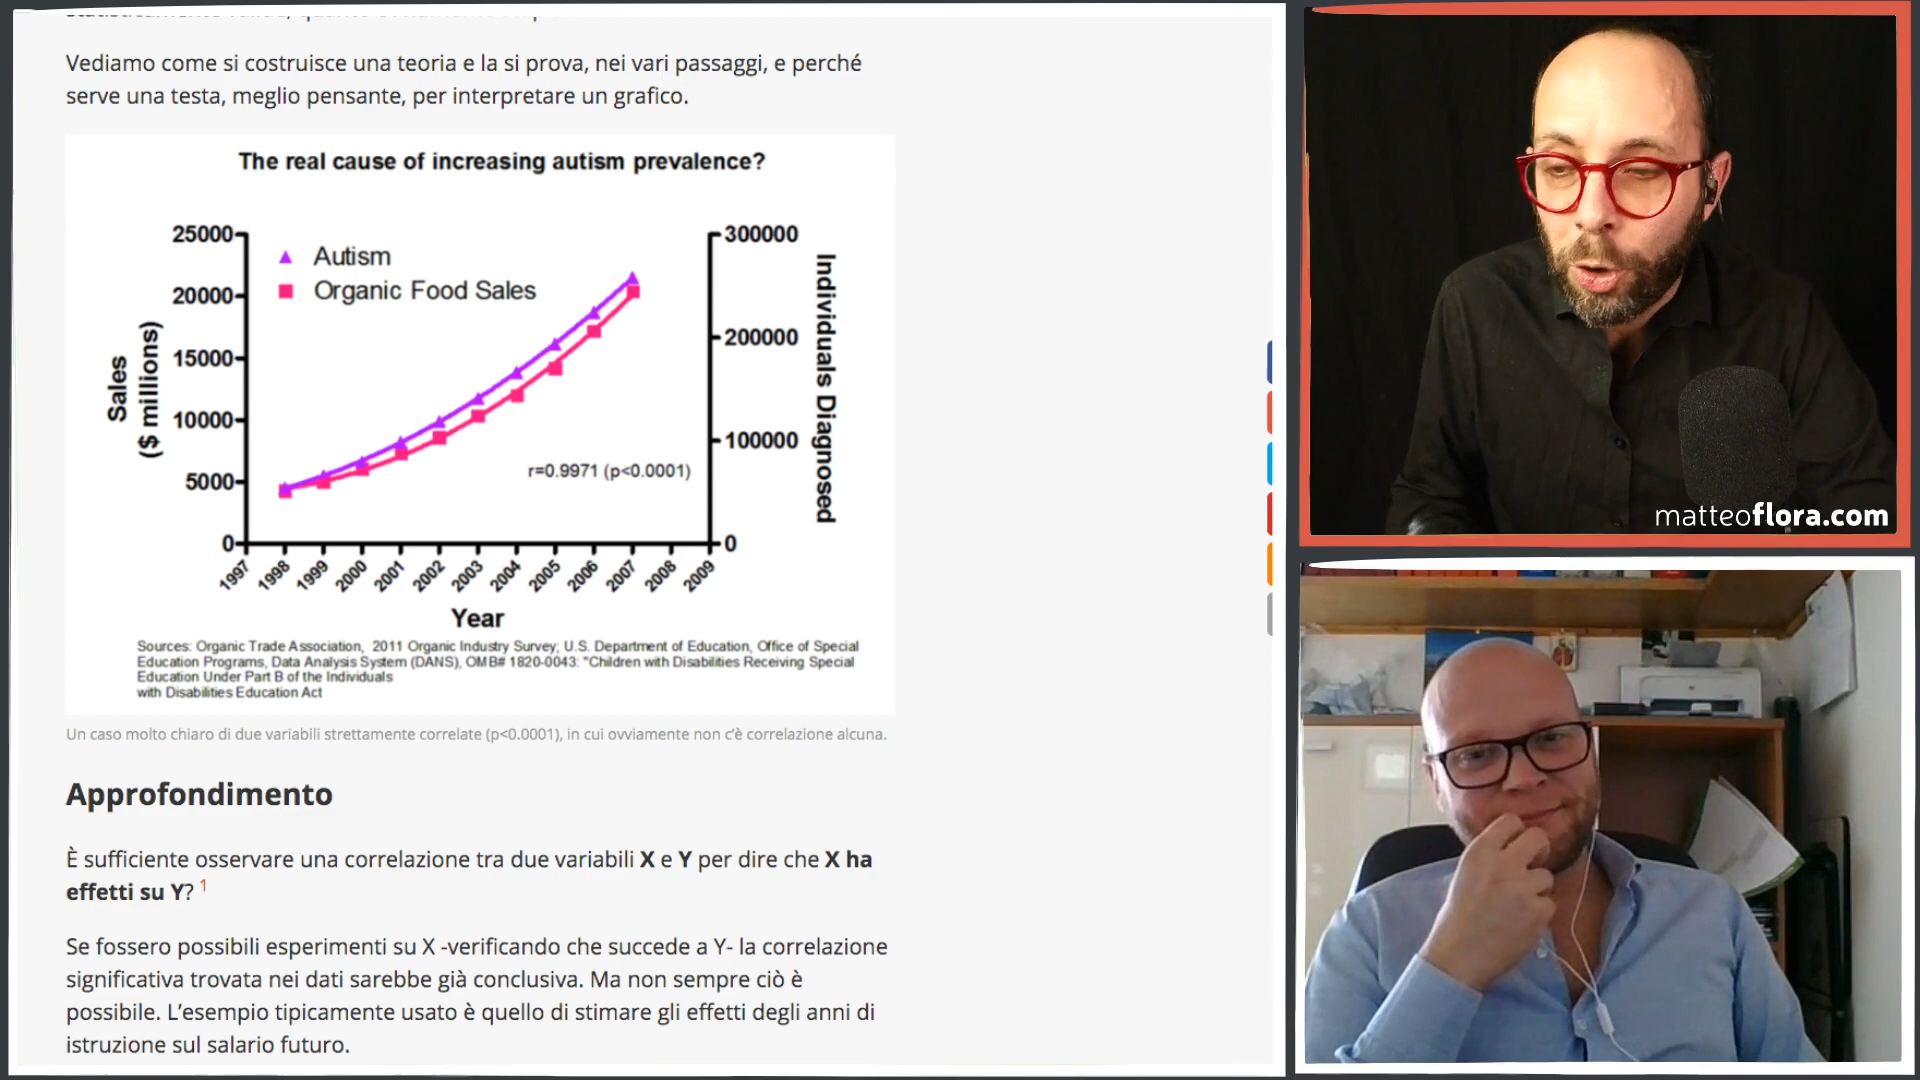 Vediamo come si costruisce una teoria e la si prova, nei vari passaggi, e perché
serve una testa, meglio pensante, per interpretare un grafico.
The real cause of increasing autism prevalence?
25000
20000
15000
10000
5000
0
Sales
($ millions)
Autism
Organic Food Sales
r=0.9971 (p<0.0001)
300000
200000
100000
0
Individuals Diagnosed
1997
1998
1999
2000
2001
2002
2003
2004
2005
2006
2007
2008
2009
Year
Sources: Organic Trade Association, 2011 Organic Industry Survey; U.S. Department of Education, Office of Special
Education Programs, Data Analysis System (DANS), OMB# 1820-0043: "Children with Disabilities Receiving Special
Education Under Part B of the Individuals
with Disabilities Education Act
Un caso molto chiaro di due variabili strettamente correlate (p<0.0001), in cui ovviamente non c'è correlazione alcuna.
Approfondimento
È sufficiente osservare una correlazione tra due variabili X e Y per dire che X ha
effetti su Y? 1
Se fossero possibili esperimenti su X -verificando che succede a Y- la correlazione
significativa trovata nei dati sarebbe già conclusiva. Ma non sempre ciò è
possibile. L'esempio tipicamente usato è quello di stimare gli effetti degli anni di
istruzione sul salario futuro.
matteoflora.com